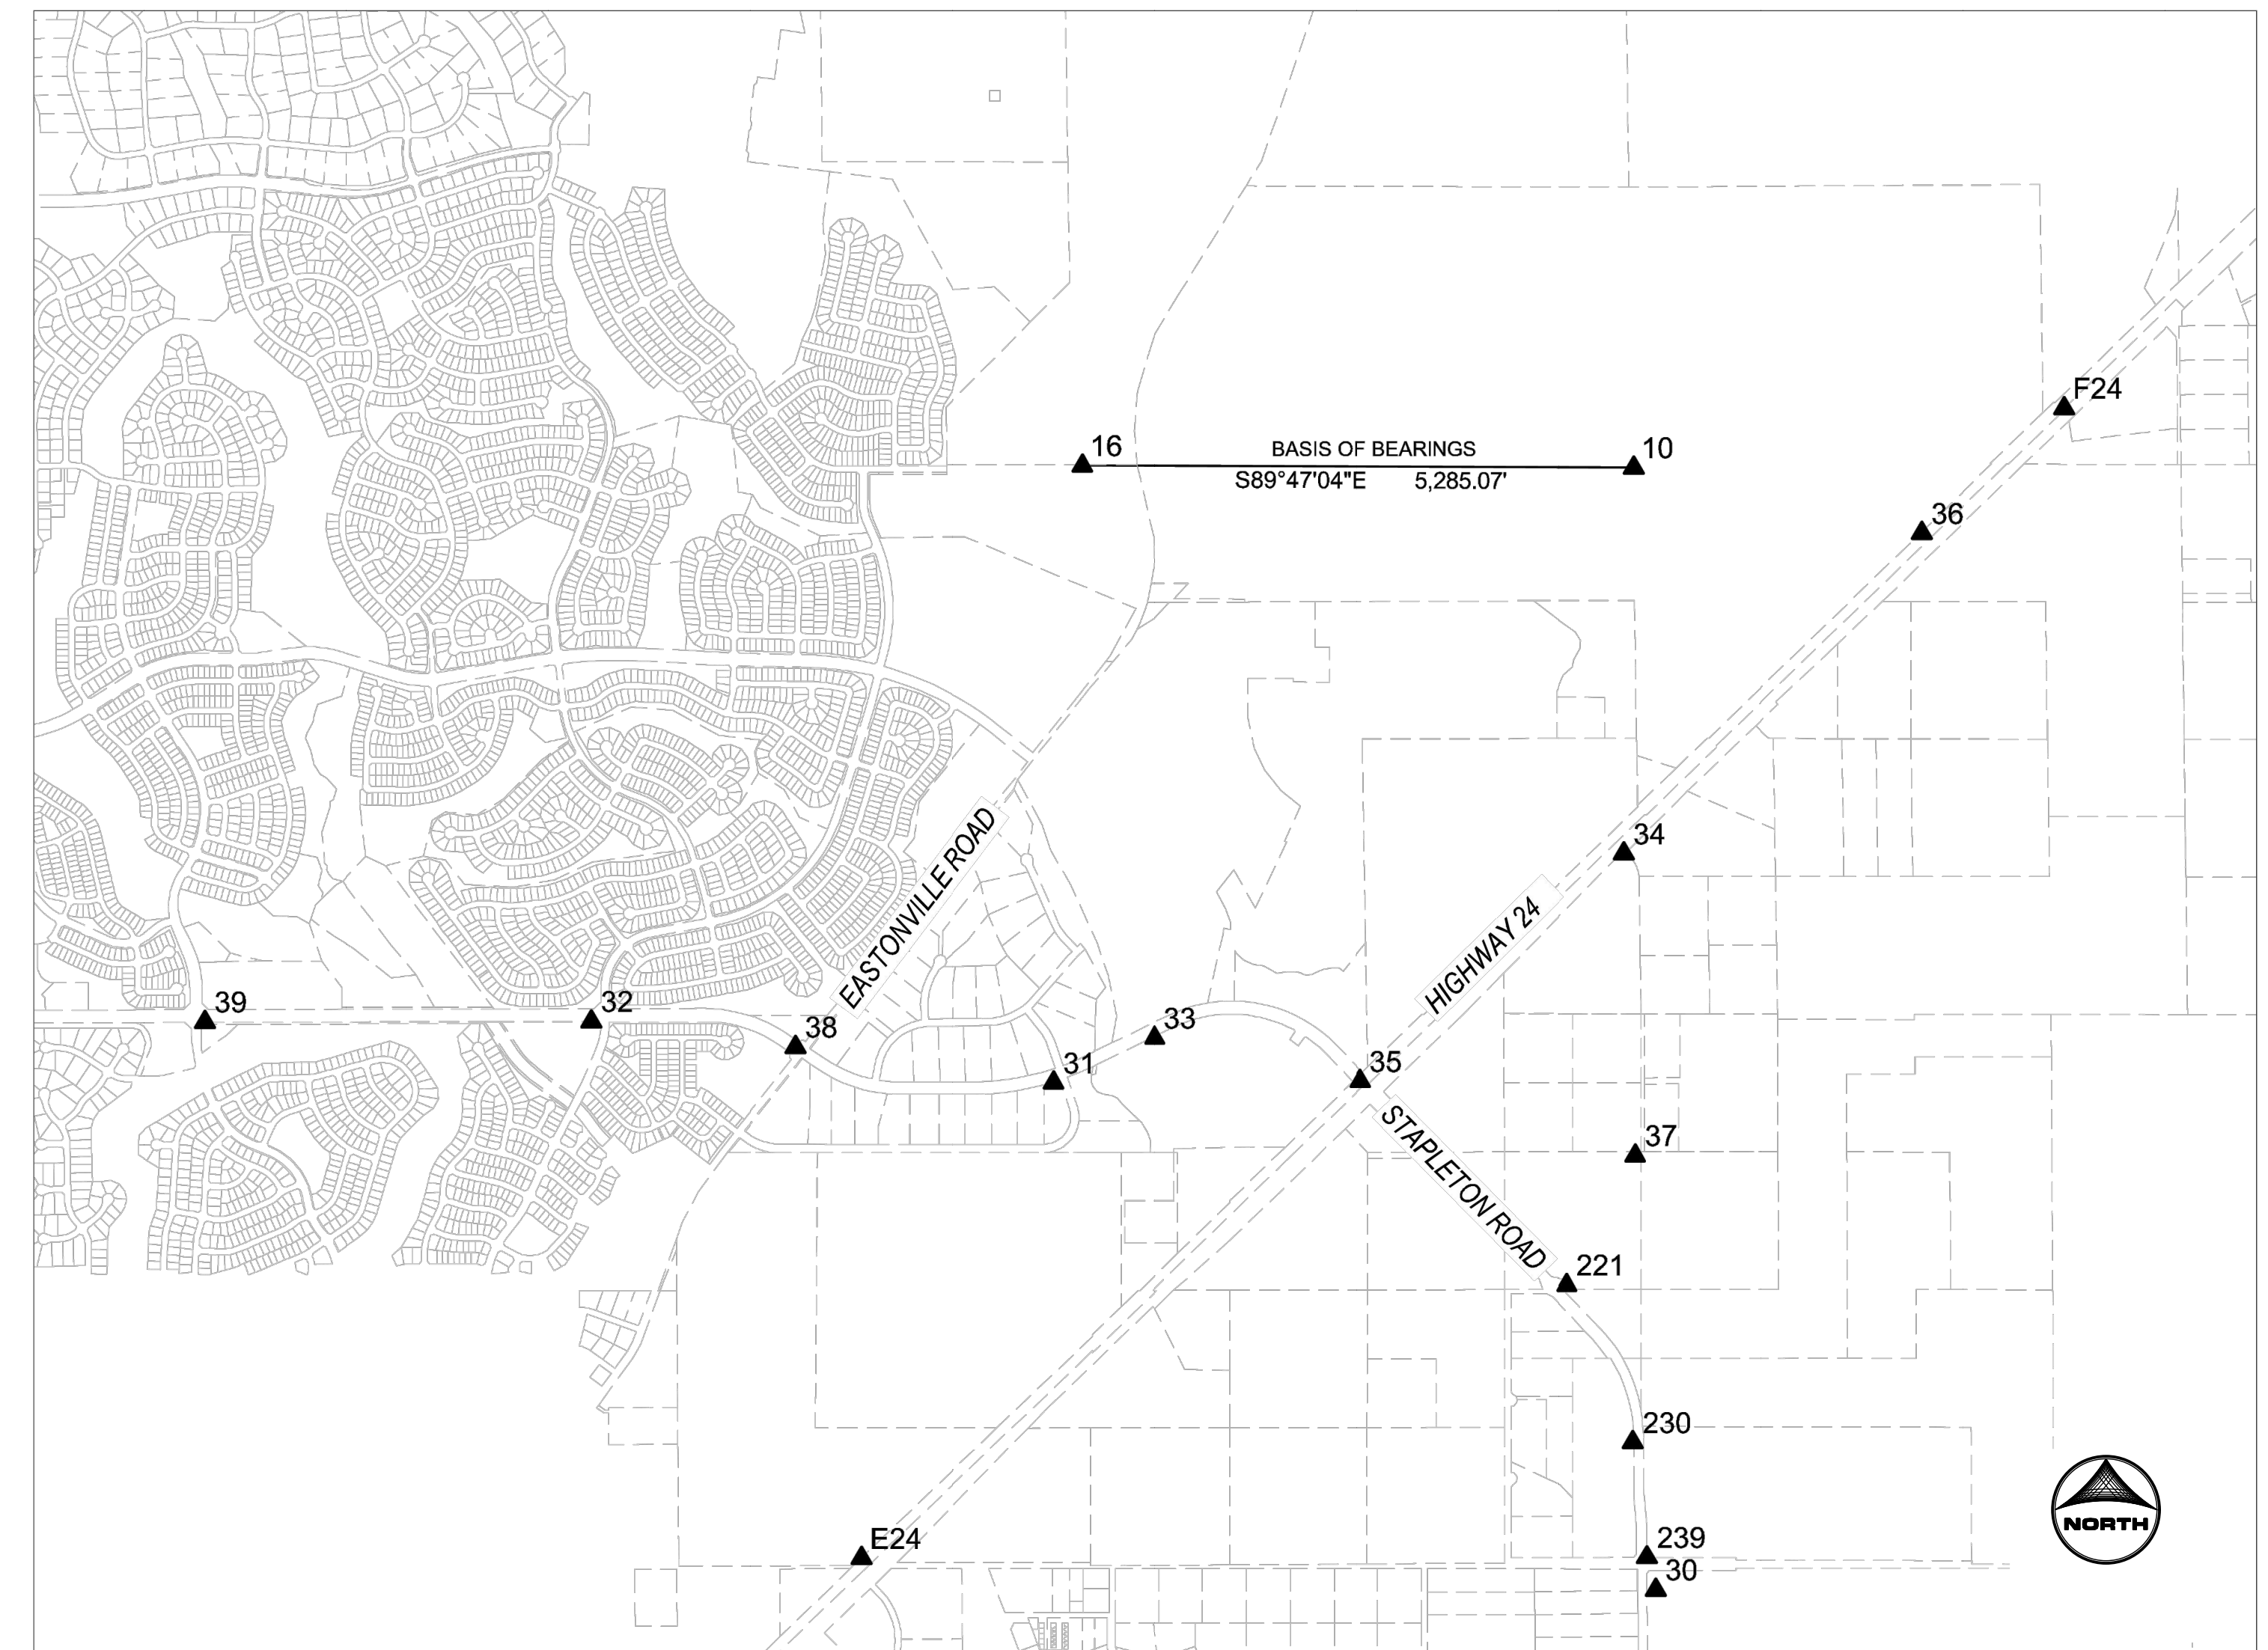 F24
16
BASIS OF BEARINGS
10
S89°47'04"E 5,285.07'
36
EASTONVILLE ROAD
34
HIGHWAY 24
39
32
38
33
31
35
STAPLETON ROAD
37
221
230
NORTH
E24
239
30